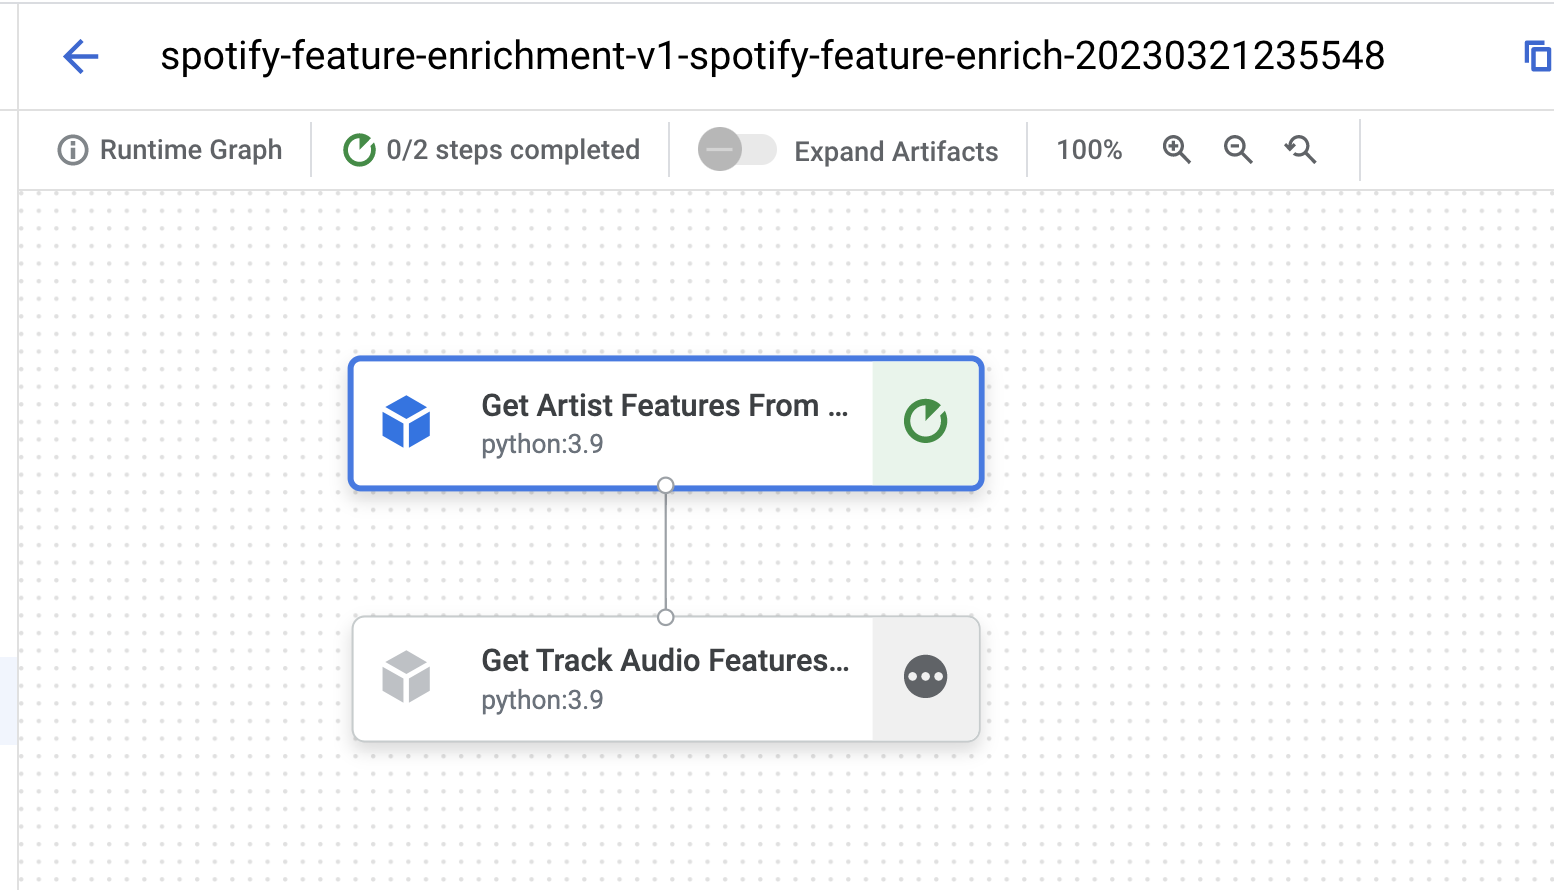 spotify-feature-enrichment-v1-spotify-feature-enrich-20230321235548
Runtime Graph
0/2 steps completed
Expand Artifacts
100%
Get Artist Features From ...
python:3.9
Get Track Audio Features...
python:3.9